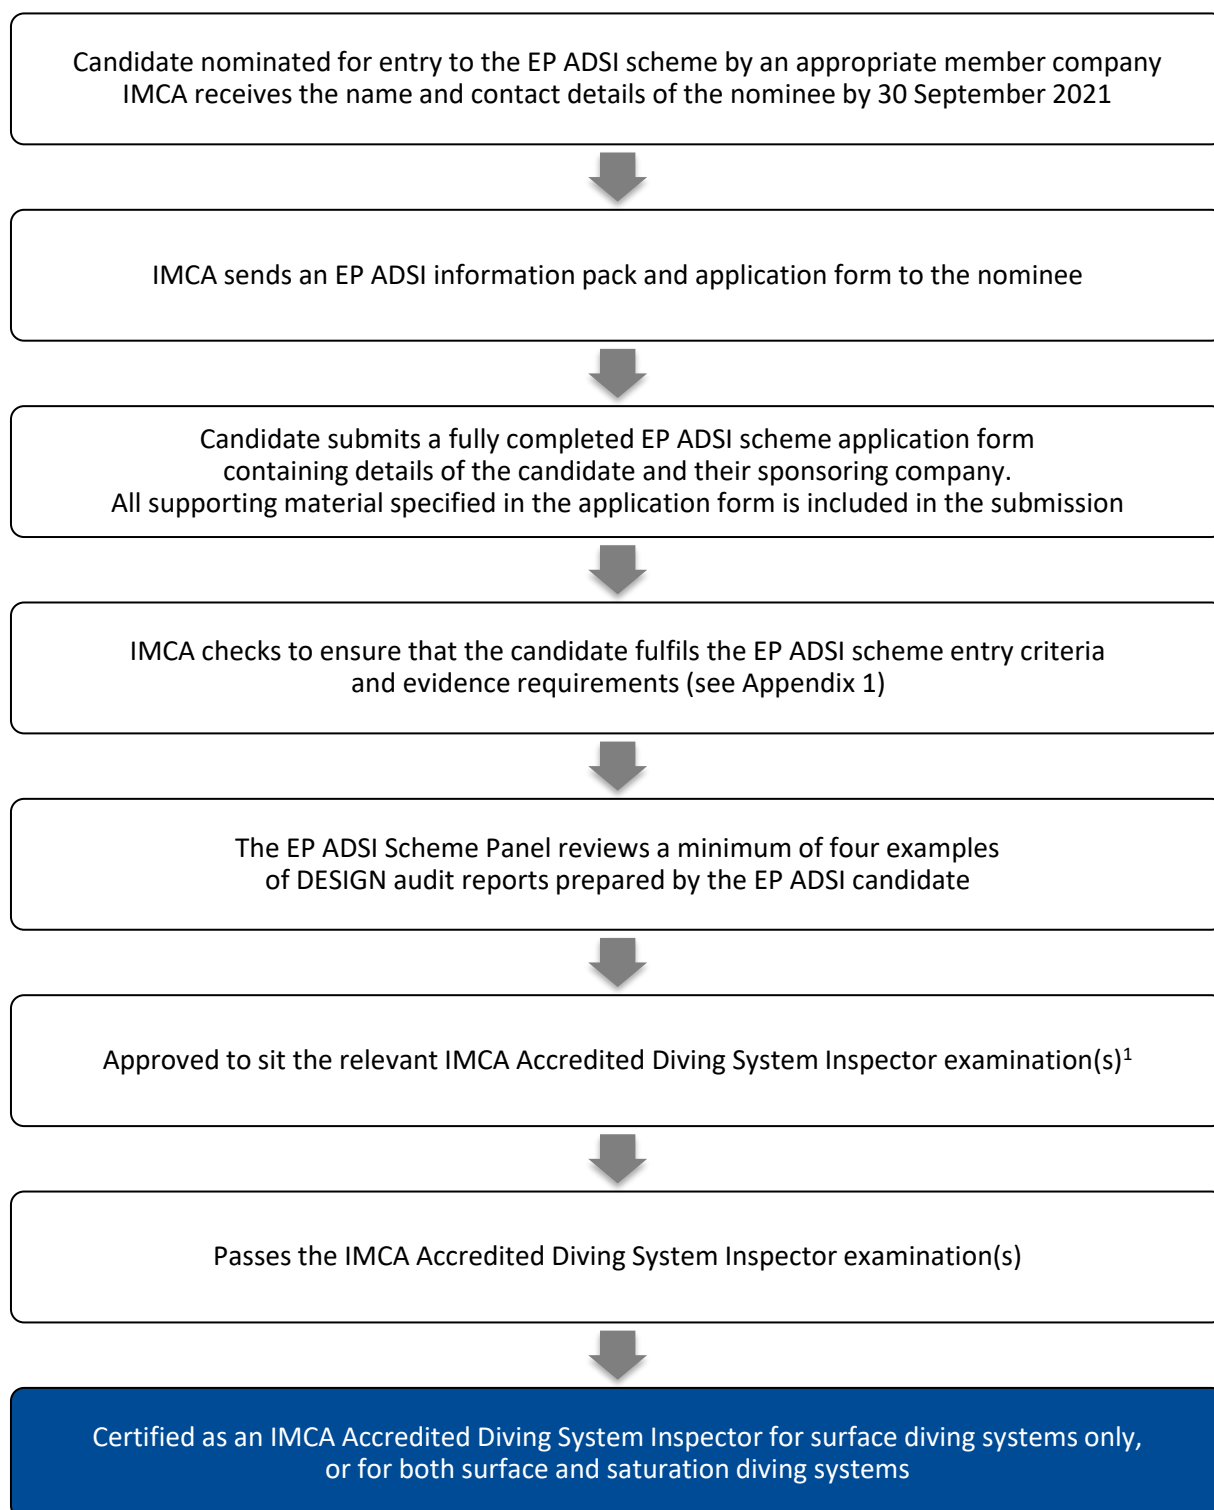 Candidate nominated for entry to the EP ADSI scheme by an appropriate member company
IMCA receives the name and contact details of the nominee by 30 September 2021
IMCA sends an EP ADSI information pack and application form to the nominee
Candidate submits a fully completed EP ADSI scheme application form
containing details of the candidate and their sponsoring company.
All supporting material specified in the application form is included in the submission
IMCA checks to ensure that the candidate fulfils the EP ADSI scheme entry criteria
and evidence requirements (see Appendix 1)
The EP ADSI Scheme Panel reviews a minimum of four examples
of DESIGN audit reports prepared by the EP ADSI candidate
Approved to sit the relevant IMCA Accredited Diving System Inspector examination(s)1
Passes the IMCA Accredited Diving System Inspector examination(s)
Certified as an IMCA Accredited Diving System Inspector for surface diving systems only,
or for both surface and saturation diving systems